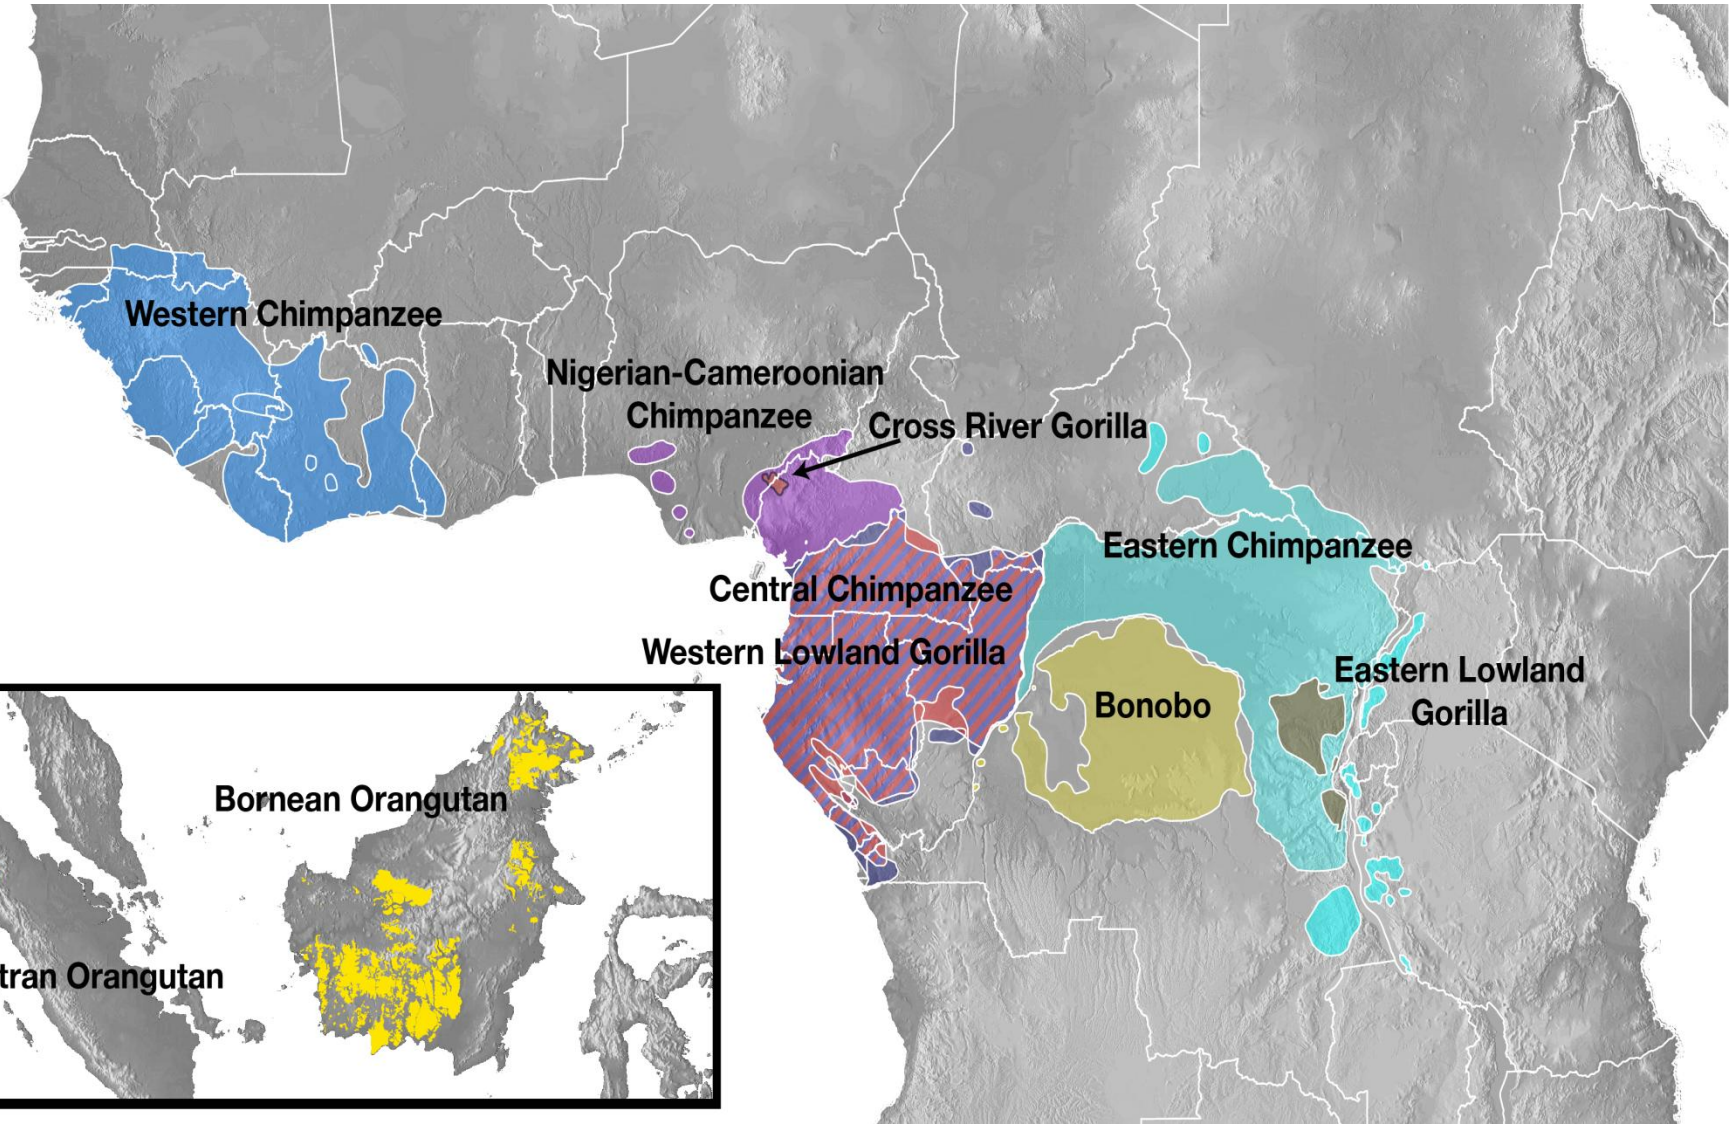 Western Chimpanzee
Nigerian-Cameroonian
Chimpanzee
Cross River Gorilla
Eastern Chimpanzee
Central Chimpanzee
Western Lowland Gorilla
Eastern Lowland
Gorilla
Bonobo
Bornean Orangutan
tran Orangutan